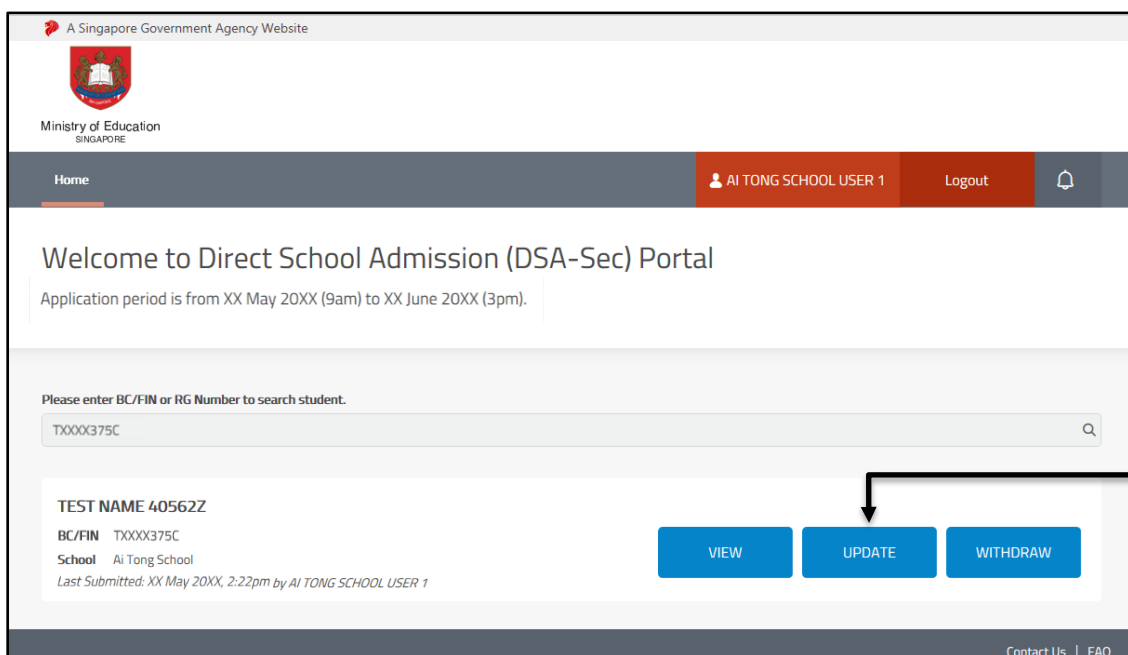 A Singapore Government Agency Website
Ministry of Education
SINGAPORE
Home
AI TONG SCHOOL USER 1
Logout
Welcome to Direct School Admission (DSA-Sec) Portal
Application period is from XX May 20XX (9am) to XX June 20XX (3pm).
Please enter BC/FIN or RG Number to search student.
TXXXX375C
TEST NAME 40562Z
BC/FIN TXXXX375C
School Ai Tong School
Last Submitted: XX May 20XX, 2:22pm by AI TONG SCHOOL USER 1
VIEW
UPDATE
WITHDRAW
Contact Us | FAQ